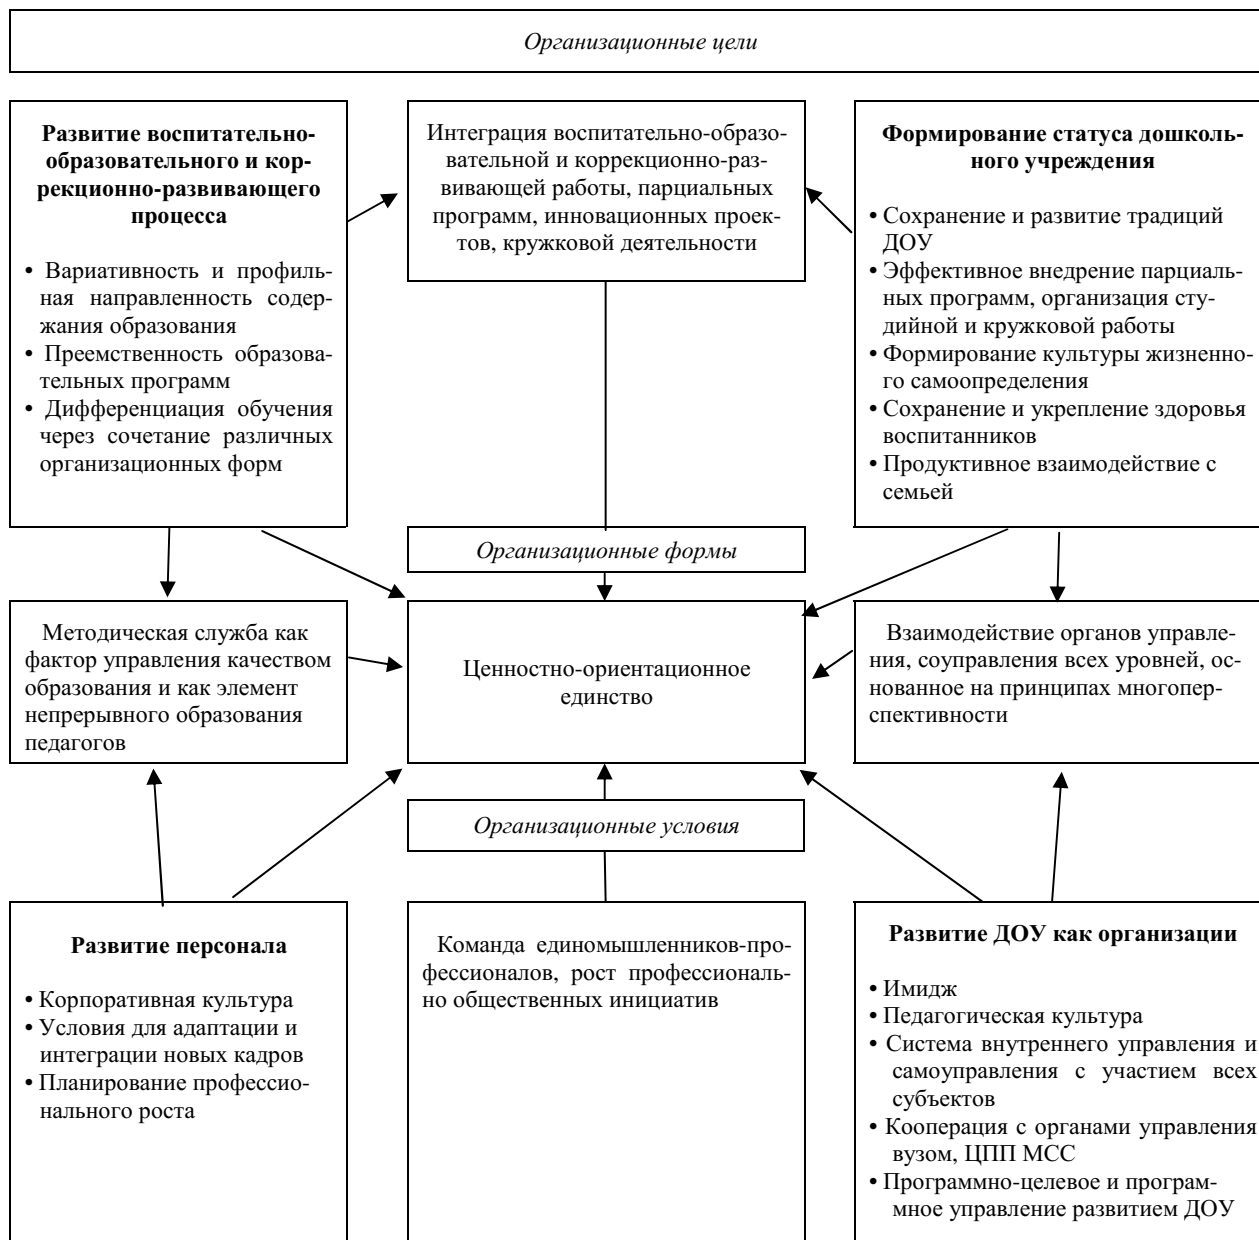 Организационные цели
Развитие воспитательно-
образовательного и кор-
рекционно-развивающего
процесса
• Вариативность и профиль-
ная направленность содер-
жания образования
• Преемственность образова-
тельных программ
• Дифференциация обучения
через сочетание различных
организационных форм
Интеграция воспитательно-образо-
вательной и коррекционно-раз-
вивающей работы, парциальных
программ, инновационных проек-
тов, кружковой деятельности
Формирование статуса дошколь-
ного учреждения
• Сохранение и развитие традиций
ДОУ
• Эффективное внедрение парциаль-
ных программ, организация сту-
дийной и кружковой работы
• Формирование культуры жизненно-
го самоопределения
• Сохранение и укрепление здоровья
воспитанников
• Продуктивное взаимодействие с
семьей
Организационные формы
Методическая служба как
фактор управления качеством
образования и как элемент
непрерывного образования
педагогов
Ценностно-ориентационное
единство
Взаимодействие органов управле-
ния, соуправления всех уровней, ос-
нованное на принципах многопер-
спективности
Организационные условия
Развитие персонала
• Корпоративная культура
• Условия для адаптации и
интеграции новых кадров
• Планирование профессио-
нального роста
Команда единомышленников-про-
фессионалов, рост профессиональ-
но общественных инициатив
Развитие ДОУ как организации
• Имидж
• Педагогическая культура
• Система внутреннего управления и
самоуправления с участием всех
субъектов
• Кооперация с органами управления
вузом, ЦПП МСС
• Программно-целевое и програм-
мное управление развитием ДОУ